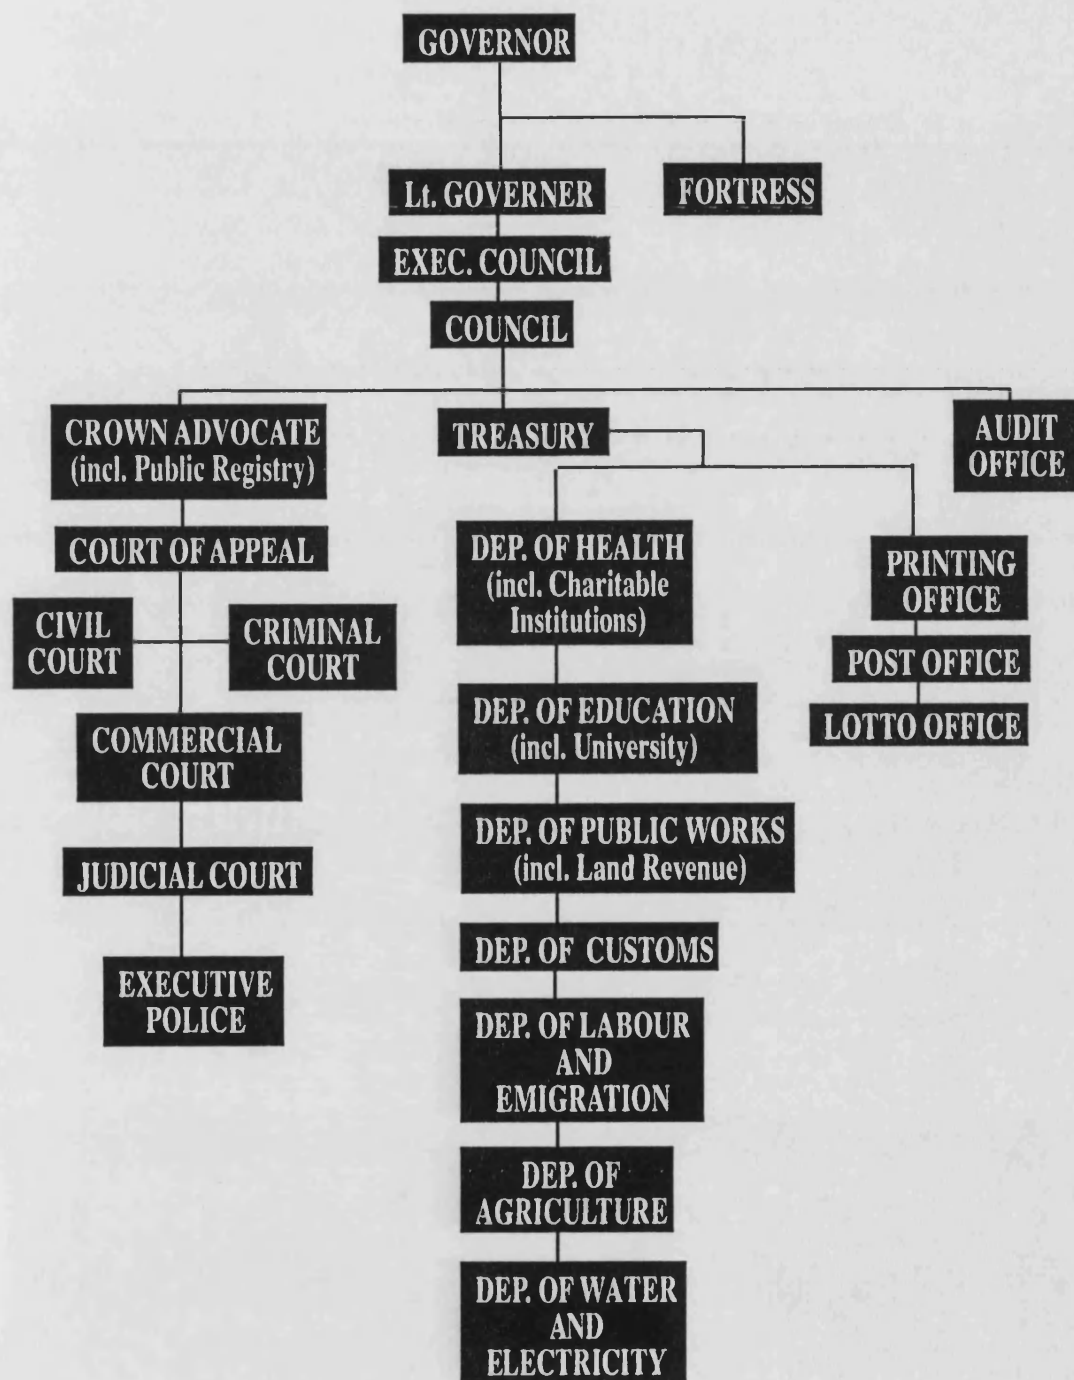 GOVERNOR
Lt. GOVERNER
FORTRESS
EXEC. COUNCIL
COUNCIL
CROWN ADVOCATE
(incl. Public Registry)
TREASURY
AUDIT
OFFICE
COURT OF APPEAL
CIVIL
COURT
CRIMINAL
COURT
COMMERCIAL
COURT
JUDICIAL COURT
EXECUTIVE
POLICE
DEP. OF HEALTH
(incl. Charitable
Institutions)
DEP. OF EDUCATION
(incl. University)
DEP. OF PUBLIC WORKS
(incl. Land Revenue)
DEP. OF CUSTOMS
DEP. OF LABOUR
AND
EMIGRATION
DEP. OF
AGRICULTURE
DEP. OF WATER
AND
ELECTRICITY
PRINTING
OFFICE
POST OFFICE
LOTTO OFFICE